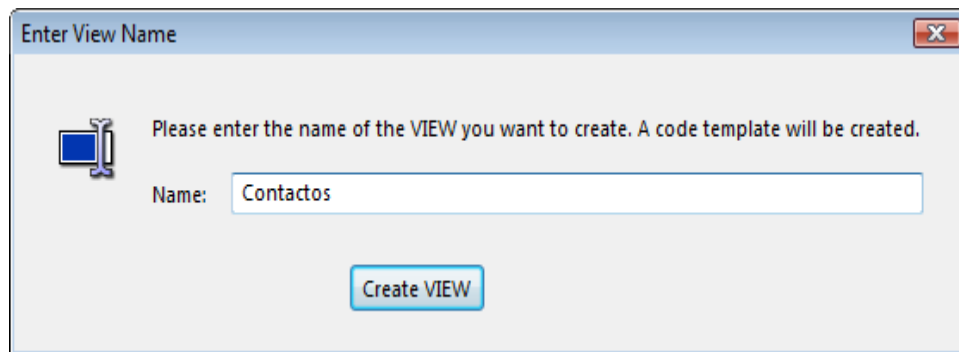 Enter View Name
Please enter the name of the VIEW you want to create. A code template will be created.
Name: Contactos
Create VIEW